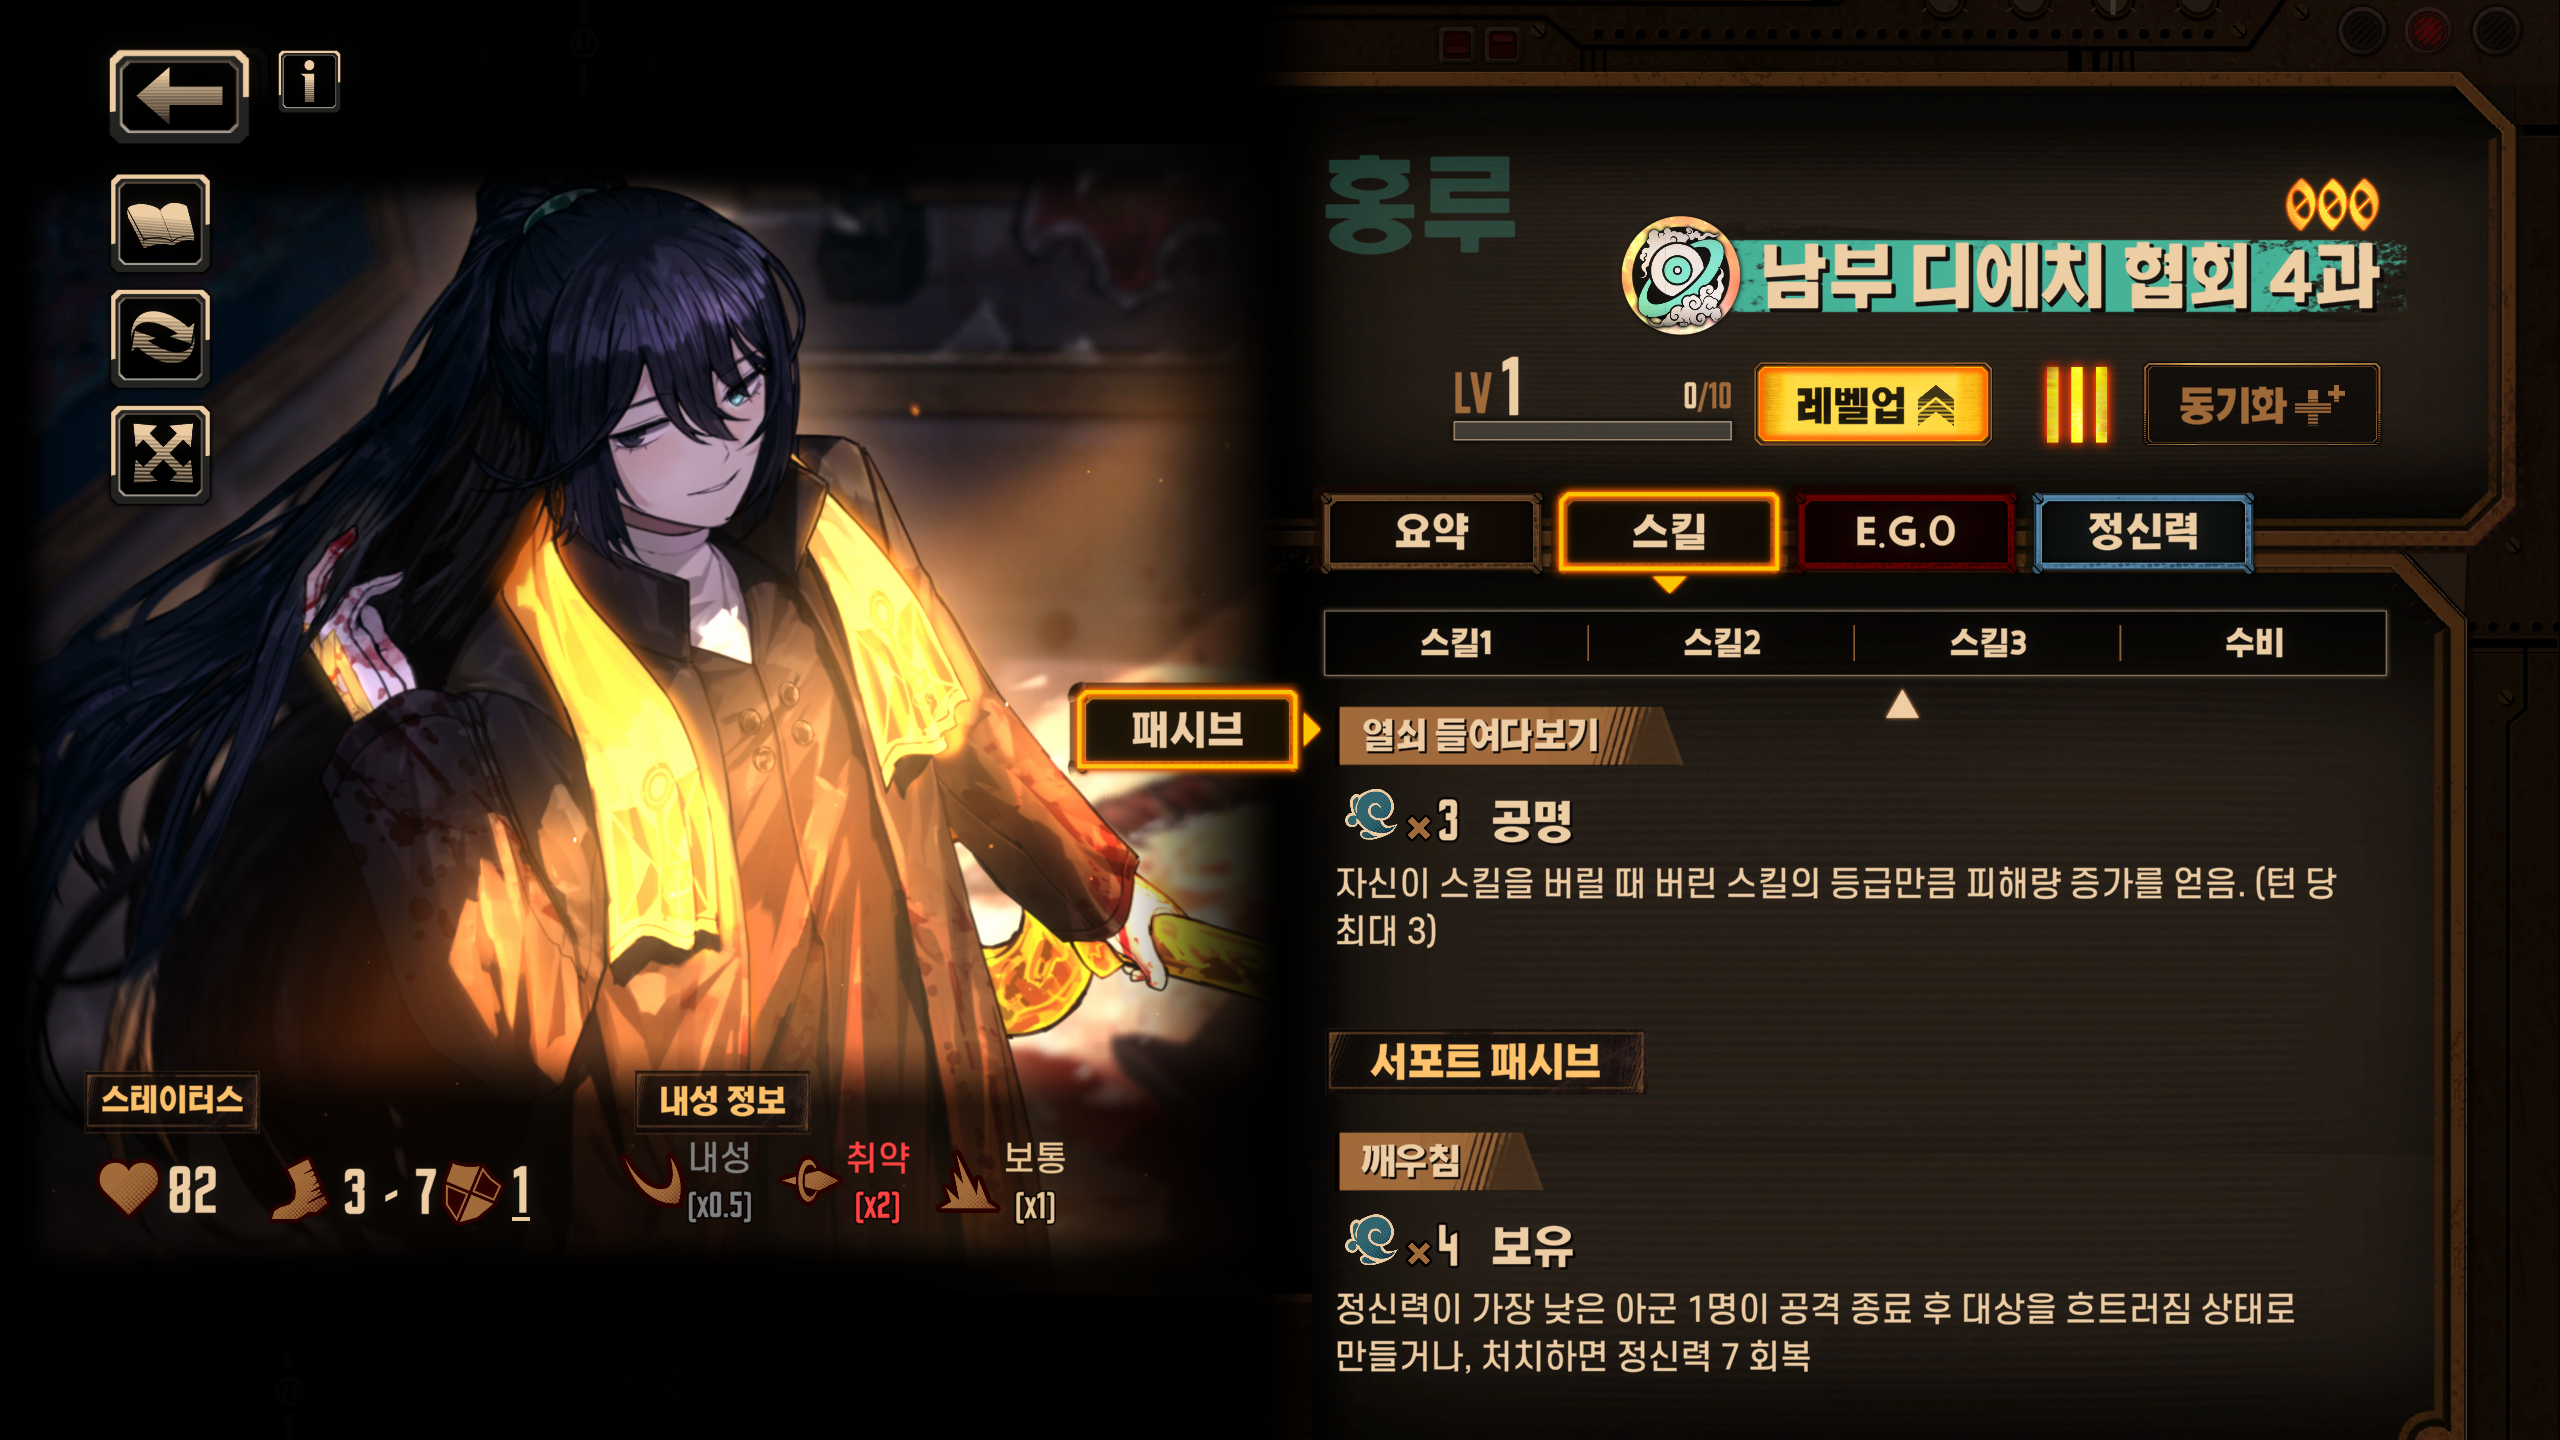 홍루
남부 디에치 협회 4과
LV 1
0/10
레벨업
동기화
요약
스킬
E.G.O
정신력
스킬1
스킬2
스킬3
수비
패시브
열쇠 들여다보기
×3 공명
자신이 스킬을 버릴 때 버린 스킬의 등급만큼 피해량 증가를 얻음. (턴 당
최대 3)
서포트 패시브
깨우침
×4 보유
정신력이 가장 낮은 아군 1명이 공격 종료 후 대상을 흐트러짐 상태로
만들거나, 처치하면 정신력 7 회복
스테이터스
82
3 - 7
1
내성 정보
내성
(x0.5)
취약
(x2)
보통
(x1)